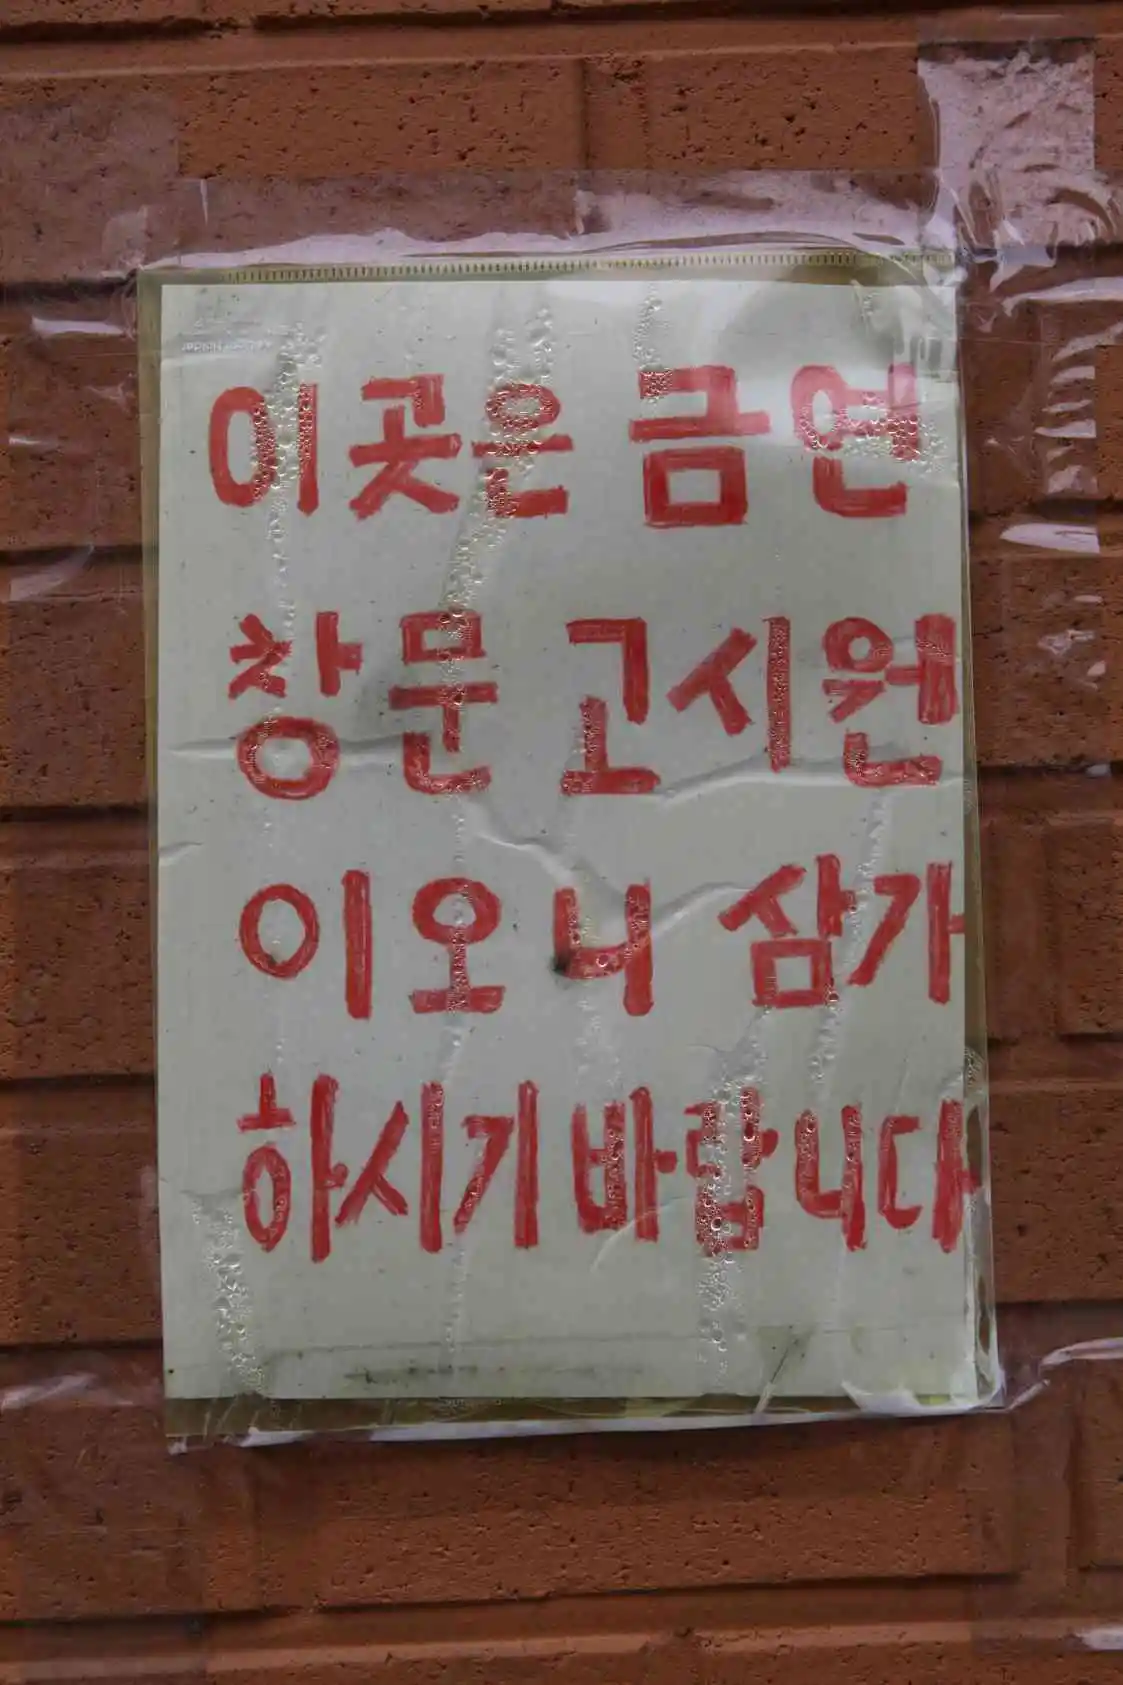 이곳은 금연
창문 고시원
이오니 삼가
하시기 바랍니다